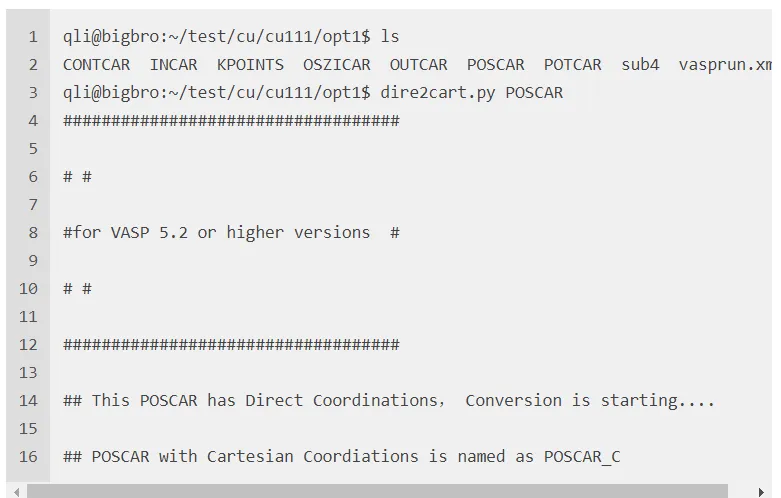 1 qli@bigbro:~/test/cu/cu111/opt1$ ls
2 CONTCAR INCAR KPOINTS OSZICAR OUTCAR POSCAR POTCAR sub4 vasprun.xm
3 qli@bigbro:~/test/cu/cu111/opt1$ dire2cart.py POSCAR
4 ###################################
5
6 # #
7
8 #for VASP 5.2 or higher versions #
9
10 # #
11
12 ###################################
13
14 ## This POSCAR has Direct Coordinations， Conversion is starting....
15
16 ## POSCAR with Cartesian Coordiations is named as POSCAR_C